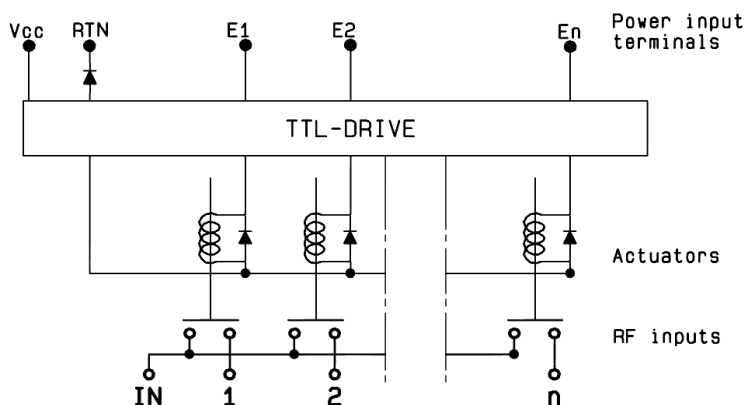 Vcc RTN E1 E2 En Power input
terminals
TTL-DRIVE
Actuators
RF inputs
IN 1 2 n